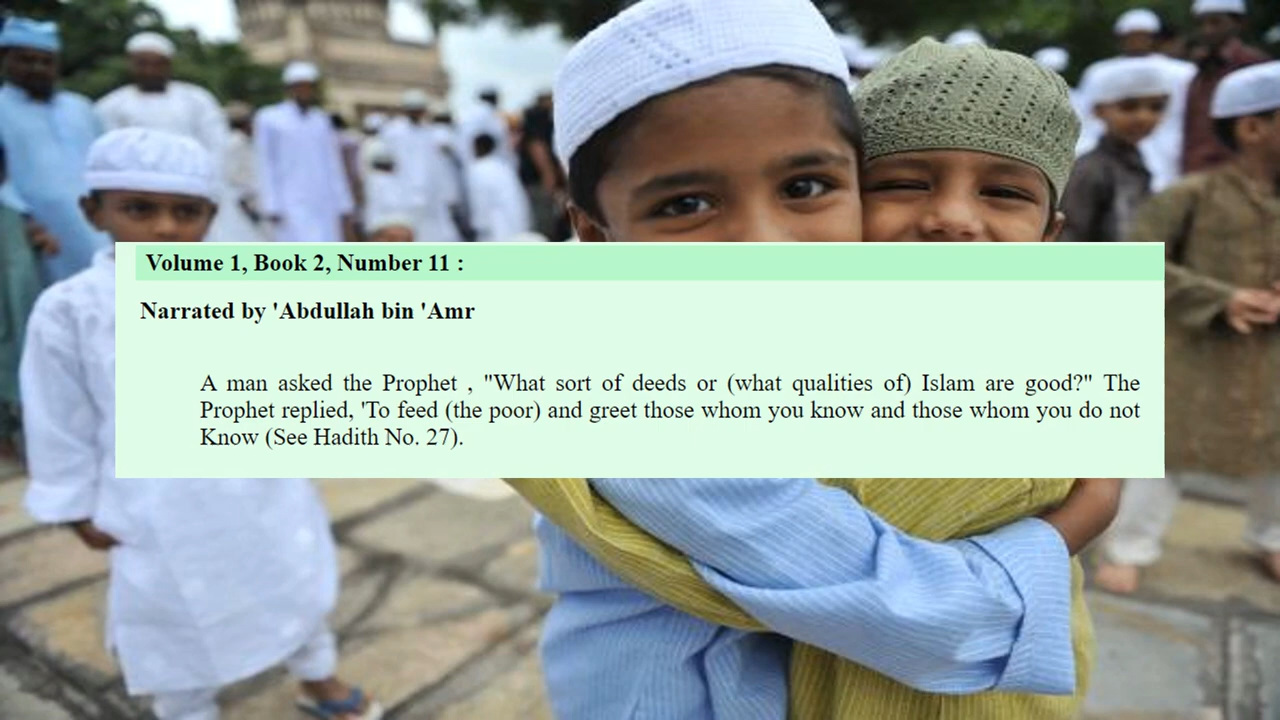 Volume 1, Book 2, Number 11 :
Narrated by 'Abdullah bin 'Amr
A man asked the Prophet , "What sort of deeds or (what qualities of) Islam are good?" The
Prophet replied, 'To feed (the poor) and greet those whom you know and those whom you do not
Know (See Hadith No. 27).